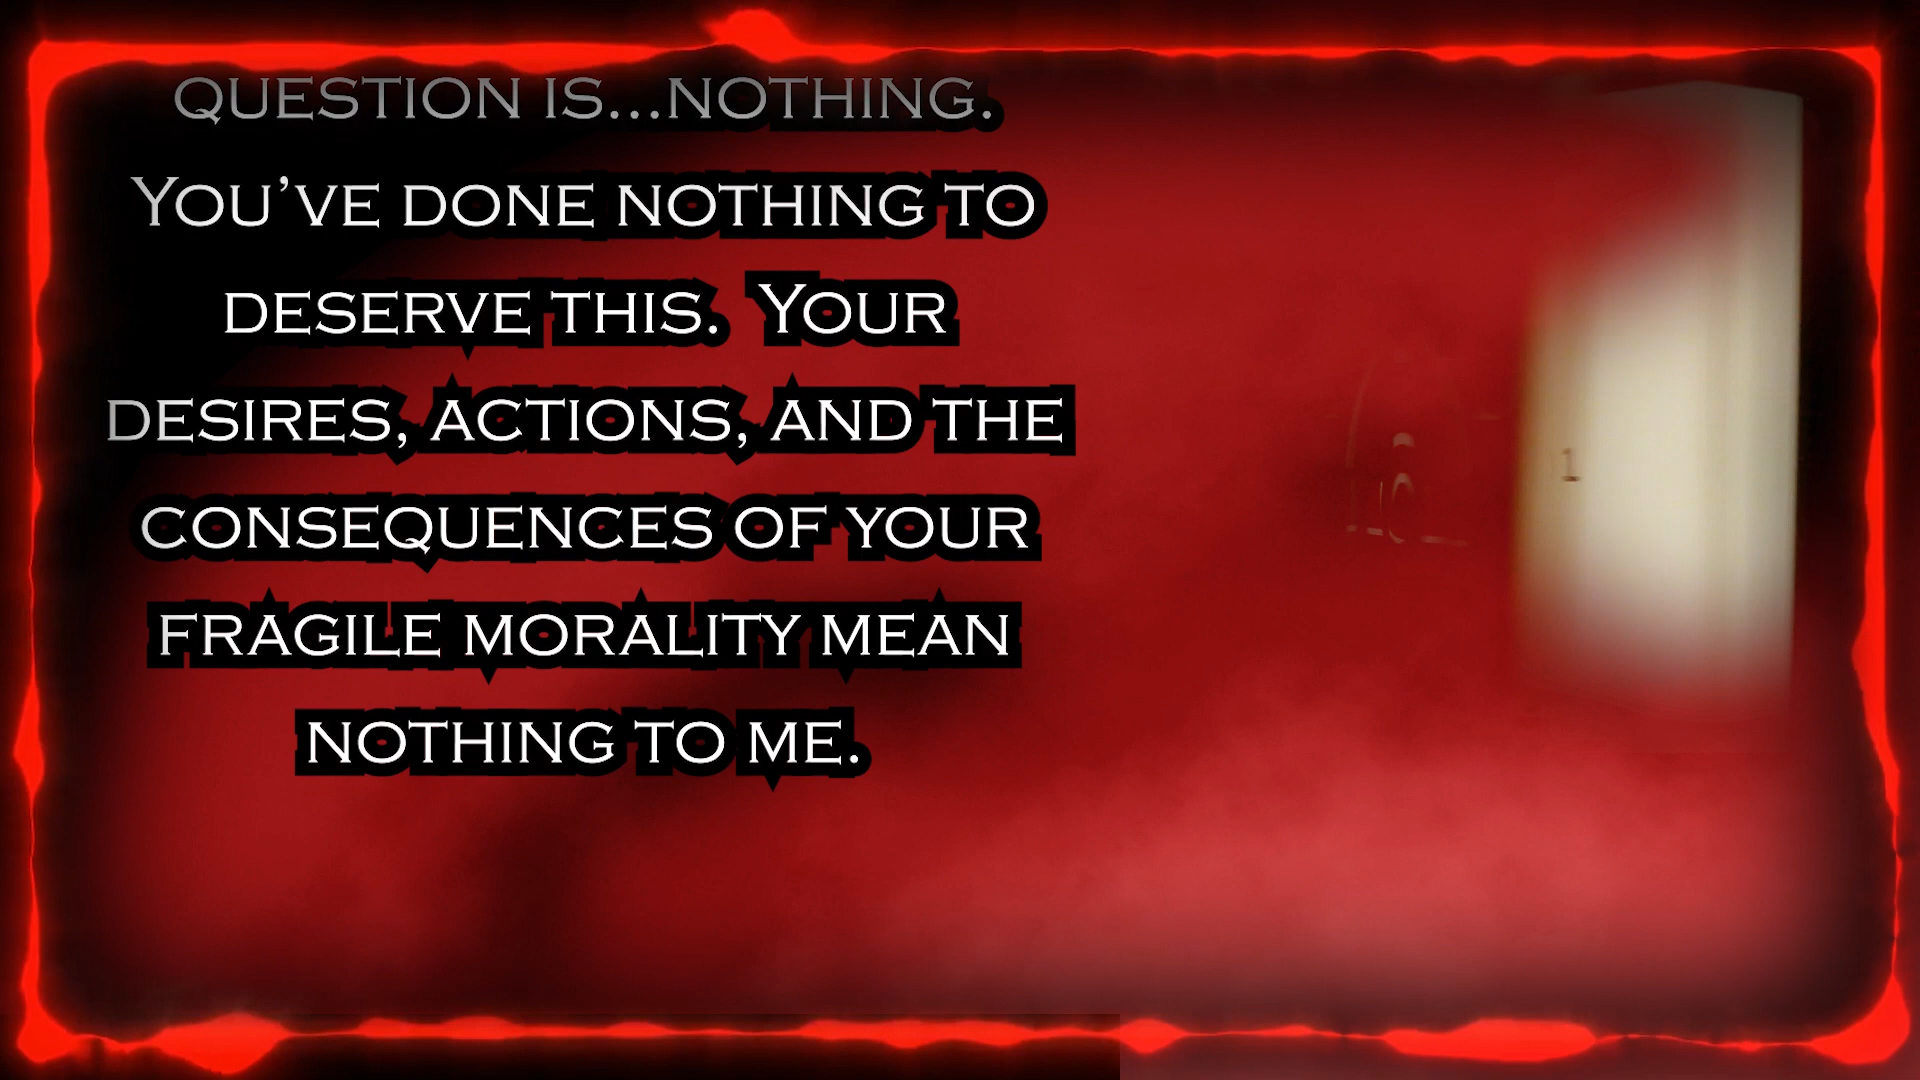 QUESTION IS...NOTHING.
YOU'VE DONE NOTHING TO
DESERVE THIS.  YOUR
DESIRES, ACTIONS, AND THE
CONSEQUENCES OF YOUR
FRAGILE MORALITY MEAN
NOTHING TO ME.
1